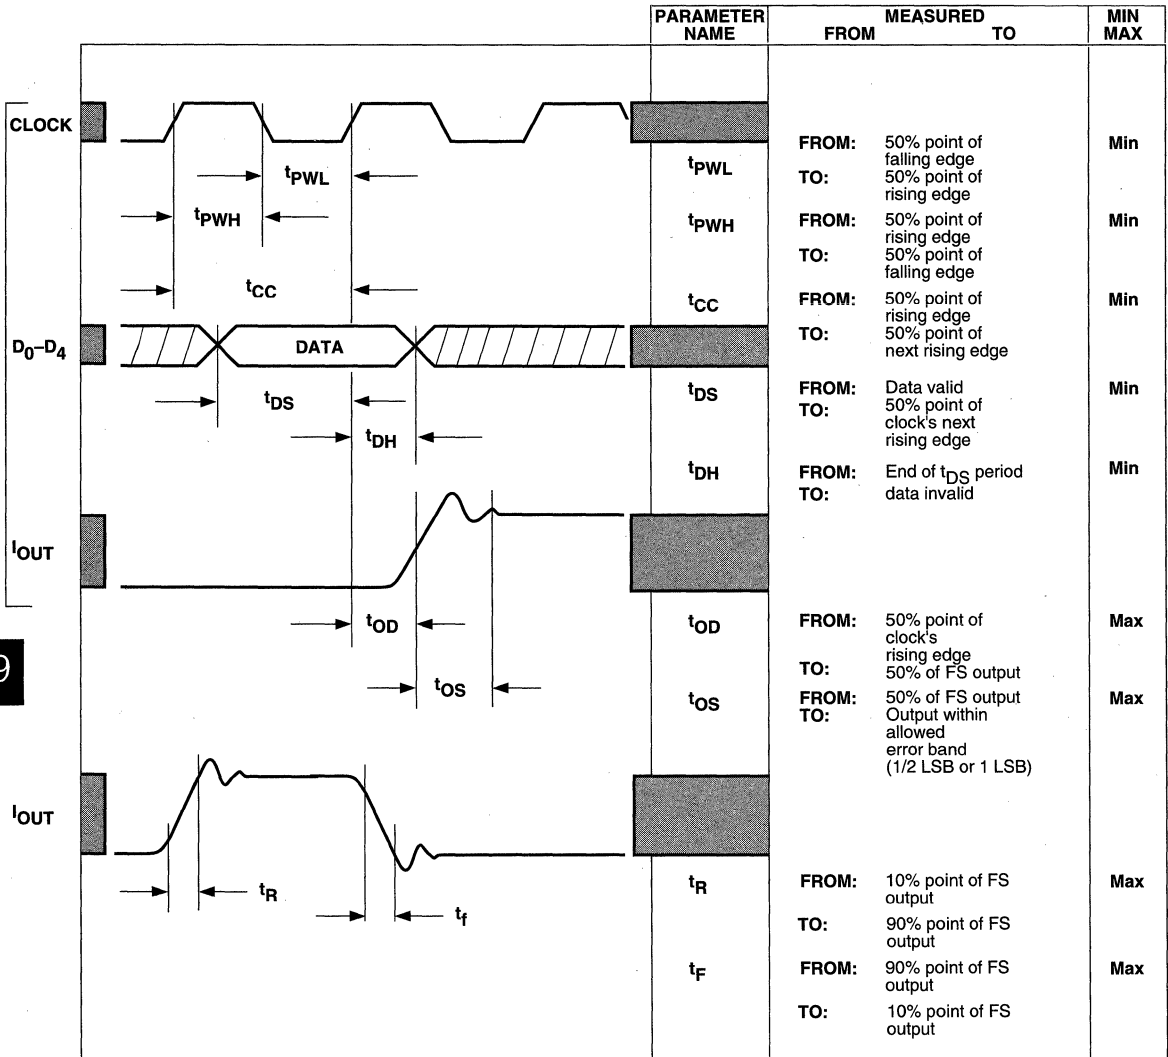 PARAMETER NAME
MEASURED
FROM TO
MIN MAX
CLOCK
tPWL
tPWH
tCC
D0–D4
DATA
tDS
tDH
IOUT
tOD
9
tOS
IOUT
tR
tf
tPWL
FROM: 50% point of
falling edge
TO: 50% point of
rising edge
Min
tPWH
FROM: 50% point of
rising edge
TO: 50% point of
falling edge
Min
tCC
FROM: 50% point of
rising edge
TO: 50% point of
next rising edge
Min
tDS
FROM: Data valid
TO: 50% point of
clock's next
rising edge
Min
tDH
FROM: End of tDS period
TO: data invalid
Min
tOD
FROM: 50% point of
clock's
rising edge
TO: 50% of FS output
Max
tOS
FROM: 50% of FS output
TO: Output within
allowed
error band
(1/2 LSB or 1 LSB)
Max
tR
FROM: 10% point of FS
output
TO: 90% point of FS
output
Max
tF
FROM: 90% point of FS
output
TO: 10% point of FS
output
Max